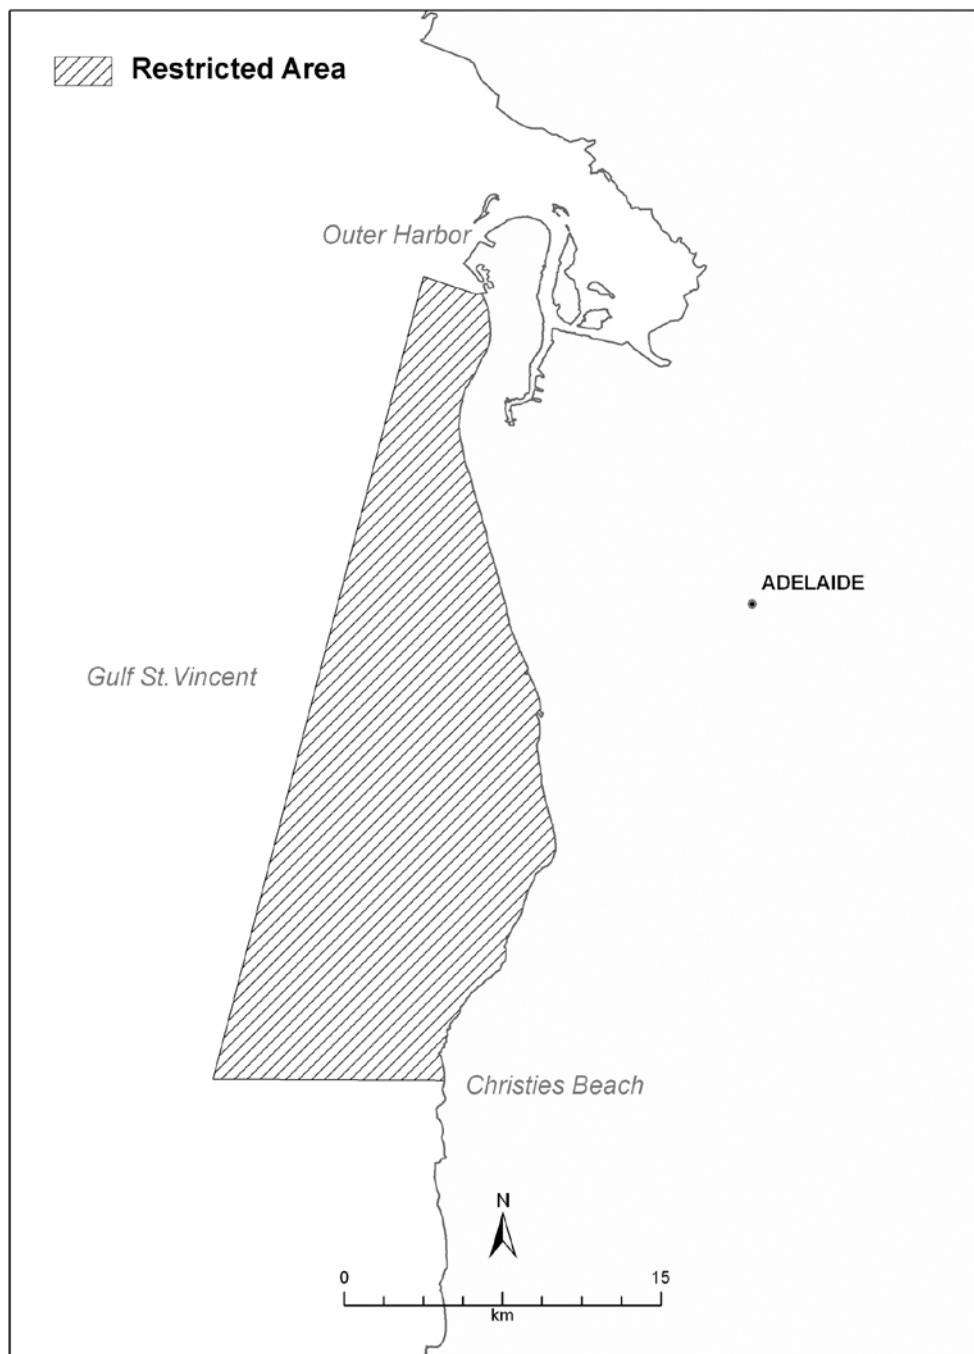 Restricted Area
Outer Harbor
ADELAIDE
Gulf St. Vincent
Christies Beach
N
0 15
km